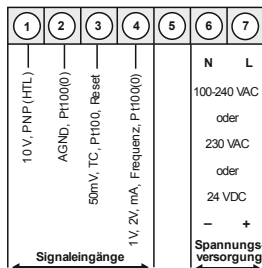 1 2 3 4 5 6 7
10V, PNP (HTL)
AGND, Pt100(0)
50mV, TC, Pt100, Reset
1V, 2V, mA, Frequenz, Pt100(0)
N L
100-240 VAC
oder
230 VAC
oder
24 VDC
– +
Signaleingänge
Spannungs-
versorgung